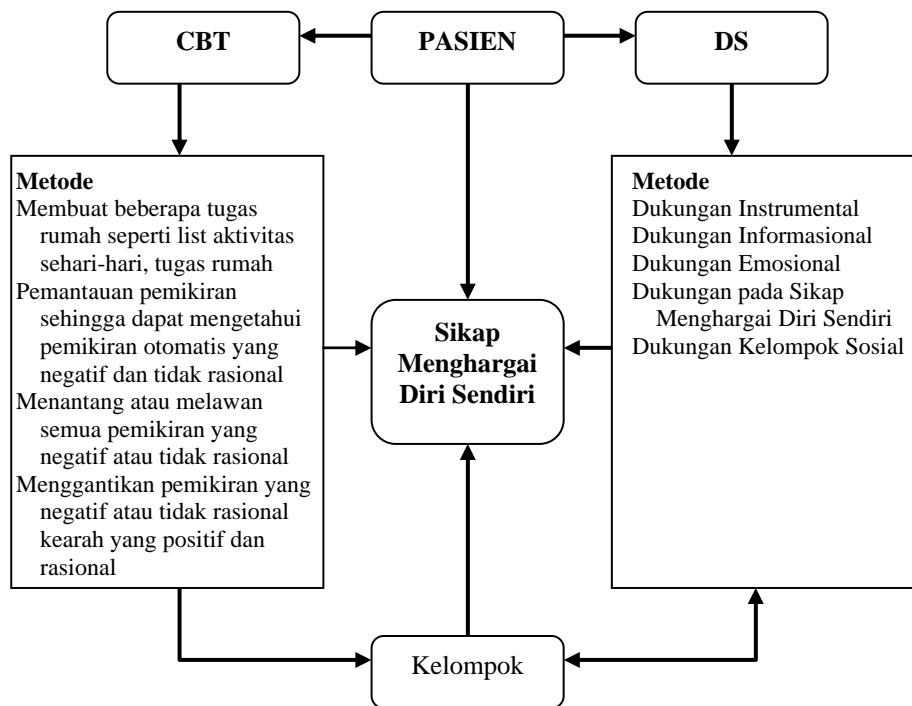 CBT
PASIEN
DS
Metode
Membuat beberapa tugas
rumah seperti list aktivitas
sehari-hari, tugas rumah
Pemantauan pemikiran
sehingga dapat mengetahui
pemikiran otomatis yang
negatif dan tidak rasional
Menantang atau melawan
semua pemikiran yang
negatif atau tidak rasional
Menggantikan pemikiran yang
negatif atau tidak rasional
kearah yang positif dan
rasional
Sikap
Menghargai
Diri Sendiri
Metode
Dukungan Instrumental
Dukungan Informasional
Dukungan Emosional
Dukungan pada Sikap
Menghargai Diri Sendiri
Dukungan Kelompok Sosial
Kelompok